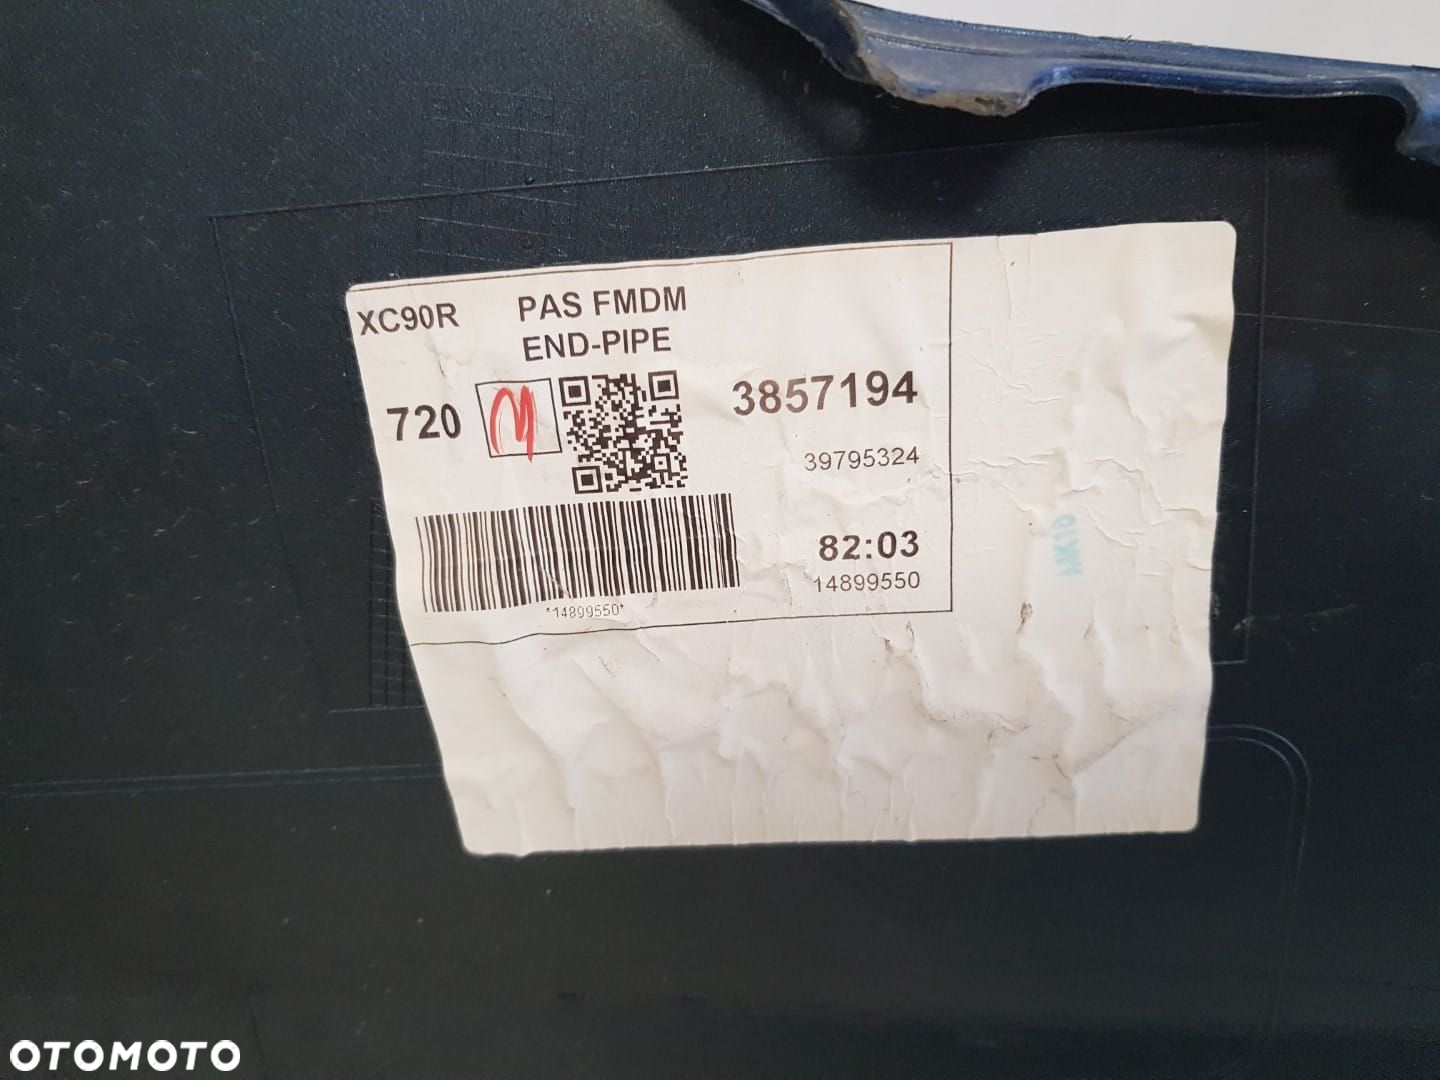 XC90R PAS FMDM
END-PIPE
720 M 3857194
39795324
82:03
14899550
*14899550*
OTOMOTO